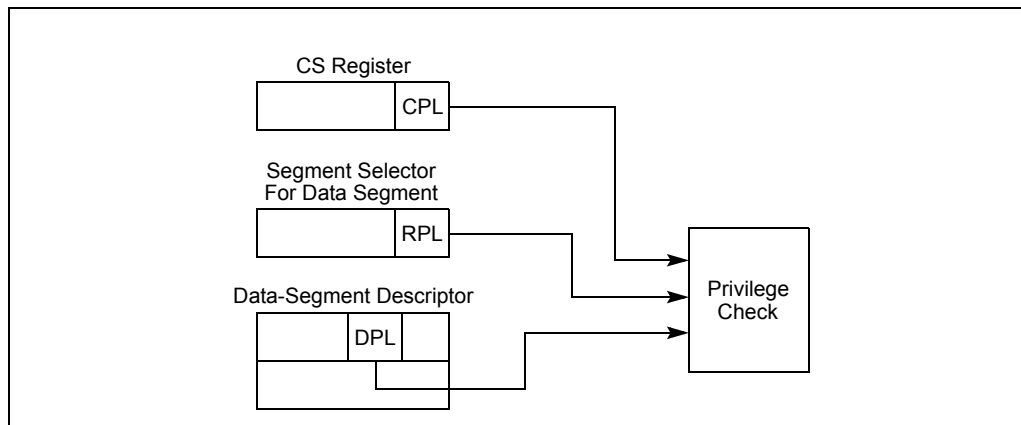 CS Register
CPL
Segment Selector
For Data Segment
RPL
Data-Segment Descriptor
DPL
Privilege
Check